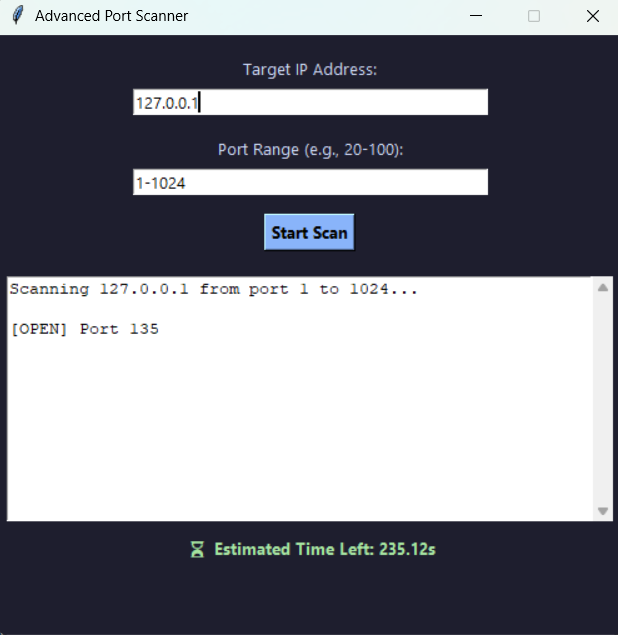 Advanced Port Scanner
Target IP Address:
127.0.0.1
Port Range (e.g., 20-100):
1-1024
Start Scan
Scanning 127.0.0.1 from port 1 to 1024...
[OPEN] Port 135
⌛ Estimated Time Left: 235.12s